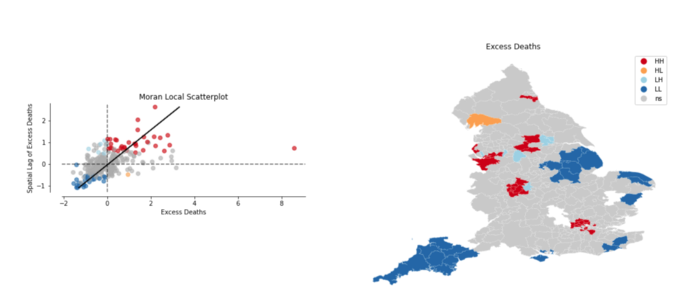 Moran Local Scatterplot
Spatial Lag of Excess Deaths
2
1
0
−1
−2
0
2
4
6
8
Excess Deaths
Excess Deaths
HH
HL
LH
LL
ns